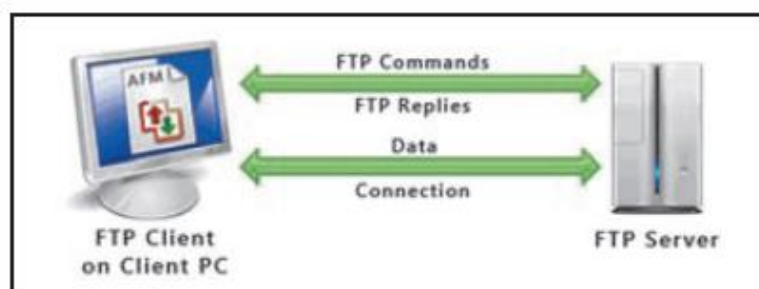 AFM
FTP Commands
FTP Replies
Data
Connection
FTP Client
on Client PC
FTP Server